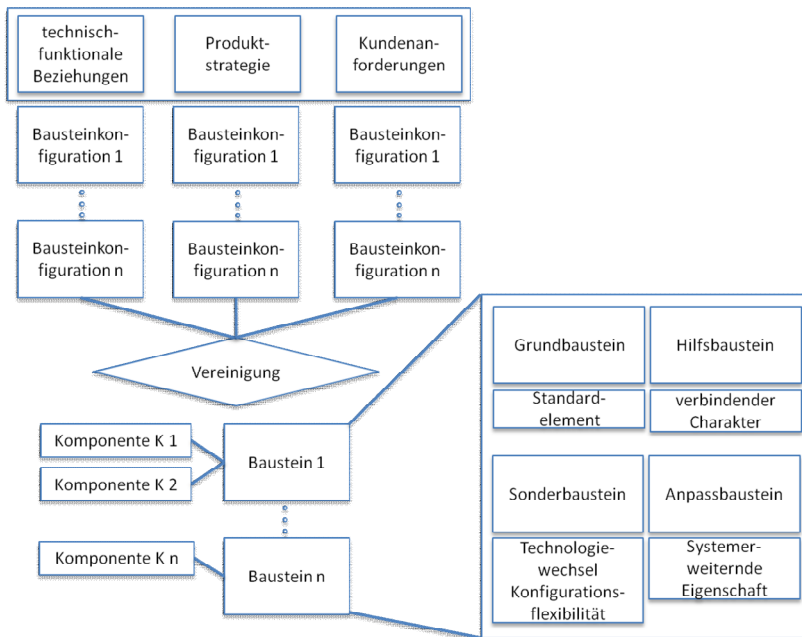 technisch-
funktionale
Beziehungen
Produkt-
strategie
Kundenan-
forderungen
Bausteinkon-
figuration 1
Bausteinkon-
figuration 1
Bausteinkon-
figuration 1
Bausteinkon-
figuration n
Bausteinkon-
figuration n
Bausteinkon-
figuration n
Vereinigung
Komponente K 1
Komponente K 2
Baustein 1
Komponente K n
Baustein n
Grundbaustein
Hilfsbaustein
Standard-
element
verbindender
Charakter
Sonderbaustein
Anpassbaustein
Technologie-
wechsel
Konfigurations-
flexibilität
Systemer-
weiternde
Eigenschaft